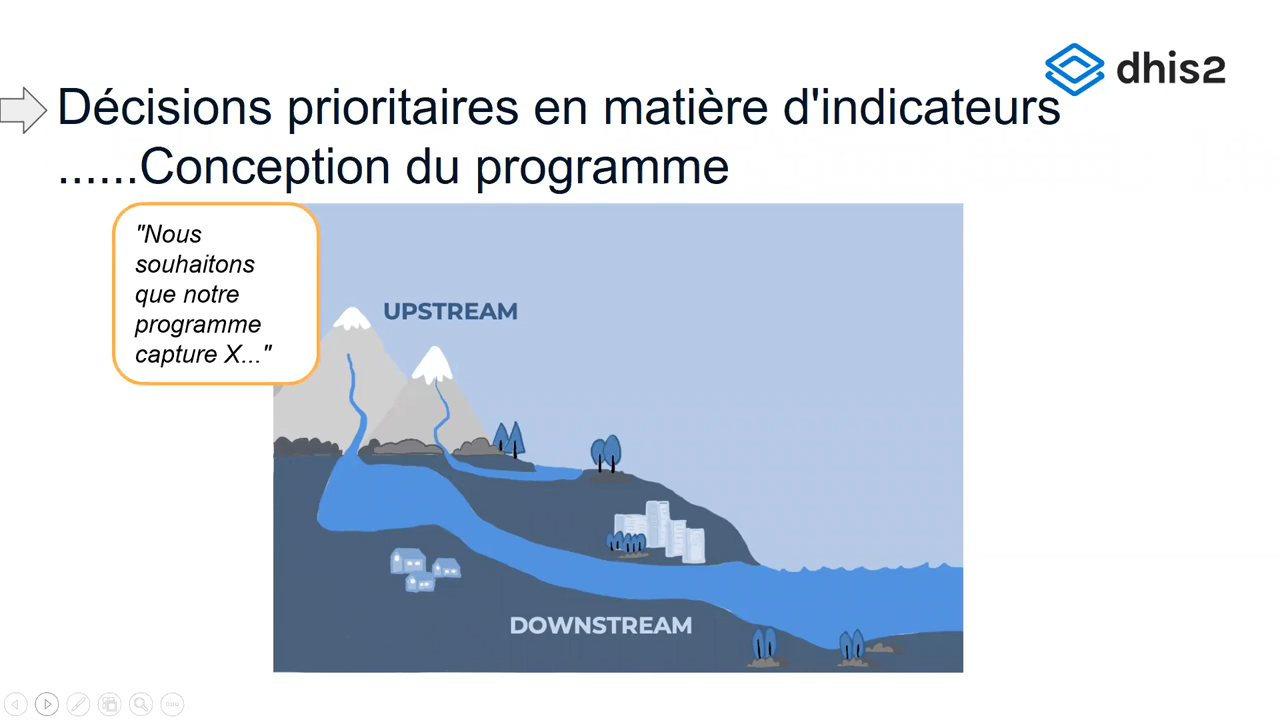 dhis2
Décisions prioritaires en matière d'indicateurs
......Conception du programme
"Nous
souhaitons
que notre
programme
capture X..."
UPSTREAM
DOWNSTREAM